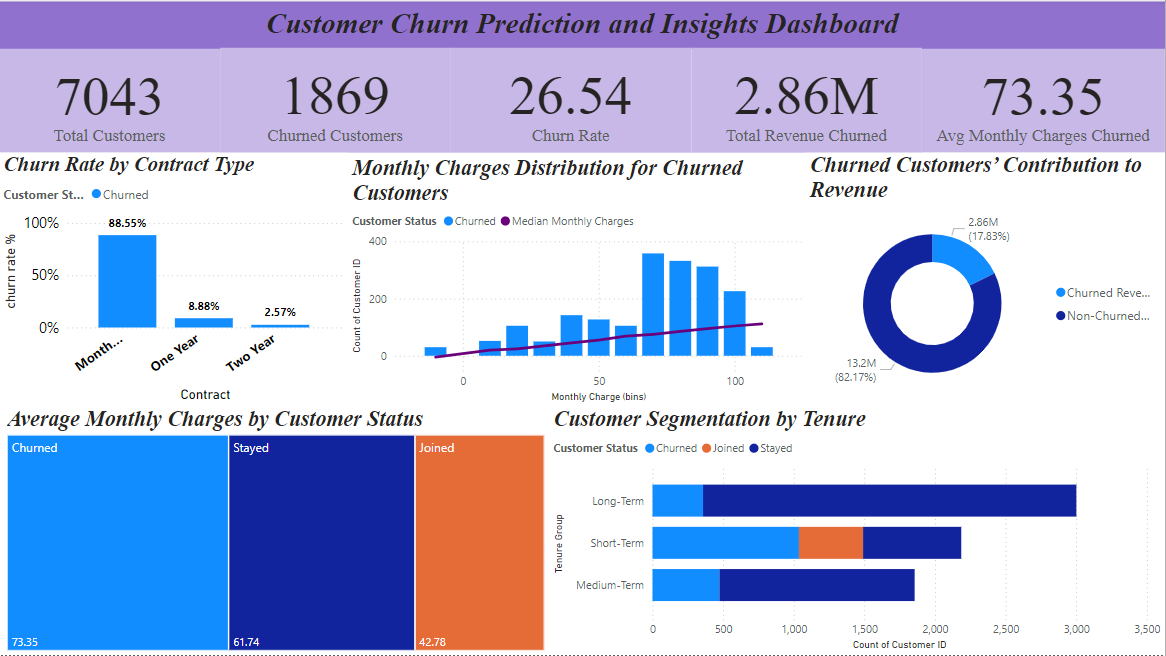 Customer Churn Prediction and Insights Dashboard
7043
Total Customers
1869
Churned Customers
26.54
Churn Rate
2.86M
Total Revenue Churned
73.35
Avg Monthly Charges Churned
Churn Rate by Contract Type
Customer St... Churned
churn rate %
100%
50%
0%
88.55%
8.88%
2.57%
Month...
One Year
Two Year
Contract
Monthly Charges Distribution for Churned
Customers
Customer Status Churned Median Monthly Charges
Count of Customer ID
400
200
0
0 50 100
Monthly Charge (bins)
Churned Customers’ Contribution to
Revenue
2.86M
(17.83%)
13.2M
(82.17%)
Churned Reve...
Non-Churned...
Average Monthly Charges by Customer Status
Churned
73.35
Stayed
61.74
Joined
42.78
Customer Segmentation by Tenure
Customer Status Churned Joined Stayed
Tenure Group
Long-Term
Short-Term
Medium-Term
0 500 1,000 1,500 2,000 2,500 3,000 3,500
Count of Customer ID